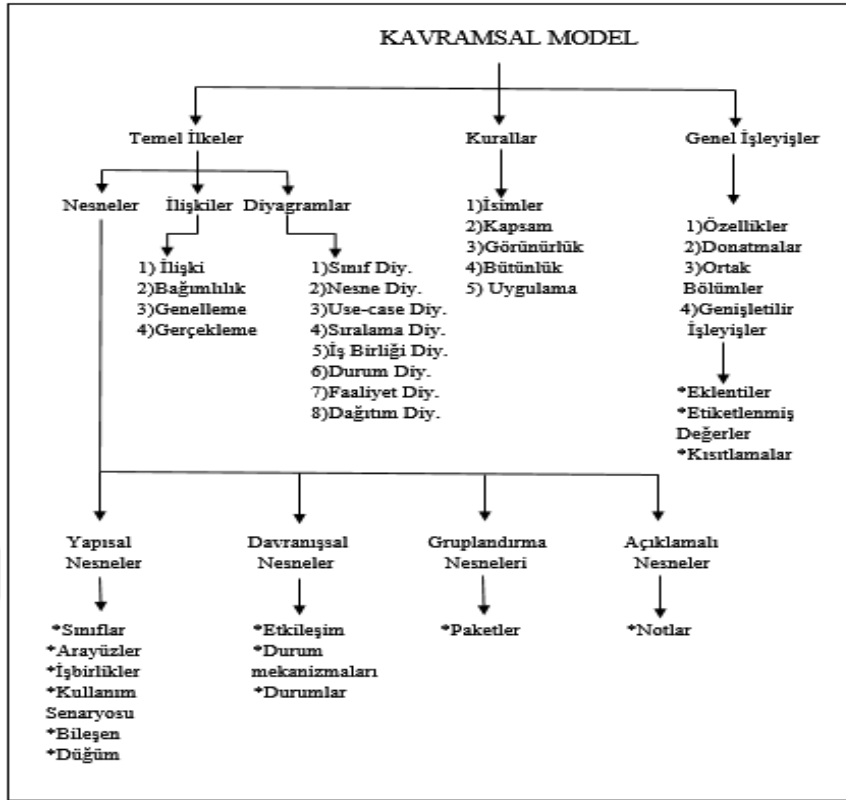 KAVRAMSAL MODEL
Temel İlkeler
Kurallar
Genel İşleyişler
Nesneler
İlişkiler
Diyagramlar
1) İlişki
2)Bağımlılık
3)Genelleme
4)Gerçekleme
1)Sınıf Diy.
2)Nesne Diy.
3)Use-case Diy.
4)Sıralama Diy.
5)İş Birliği Diy.
6)Durum Diy.
7)Faaliyet Diy.
8)Dağıtım Diy.
1)İsimler
2)Kapsam
3)Görünürlük
4)Bütünlük
5) Uygulama
1)Özellikler
2)Donatmalar
3)Ortak
Bölümler
4)Genişletilir
İşleyişler
*Eklentiler
*Etiketlenmiş
Değerler
*Kısıtlamalar
Yapısal
Nesneler
*Sınıflar
*Arayüzler
*İşbirlikler
*Kullanım
Senaryosu
*Bileşen
*Düğüm
Davranışsal
Nesneler
*Etkileşim
*Durum
mekanizmaları
*Durumlar
Gruplandırma
Nesneleri
*Paketler
Açıklamalı
Nesneler
*Notlar